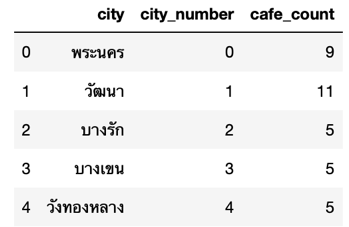 city city_number cafe_count
0 พระนคร 0 9
1 วัฒนา 1 11
2 บางรัก 2 5
3 บางเขน 3 5
4 วังทองหลาง 4 5